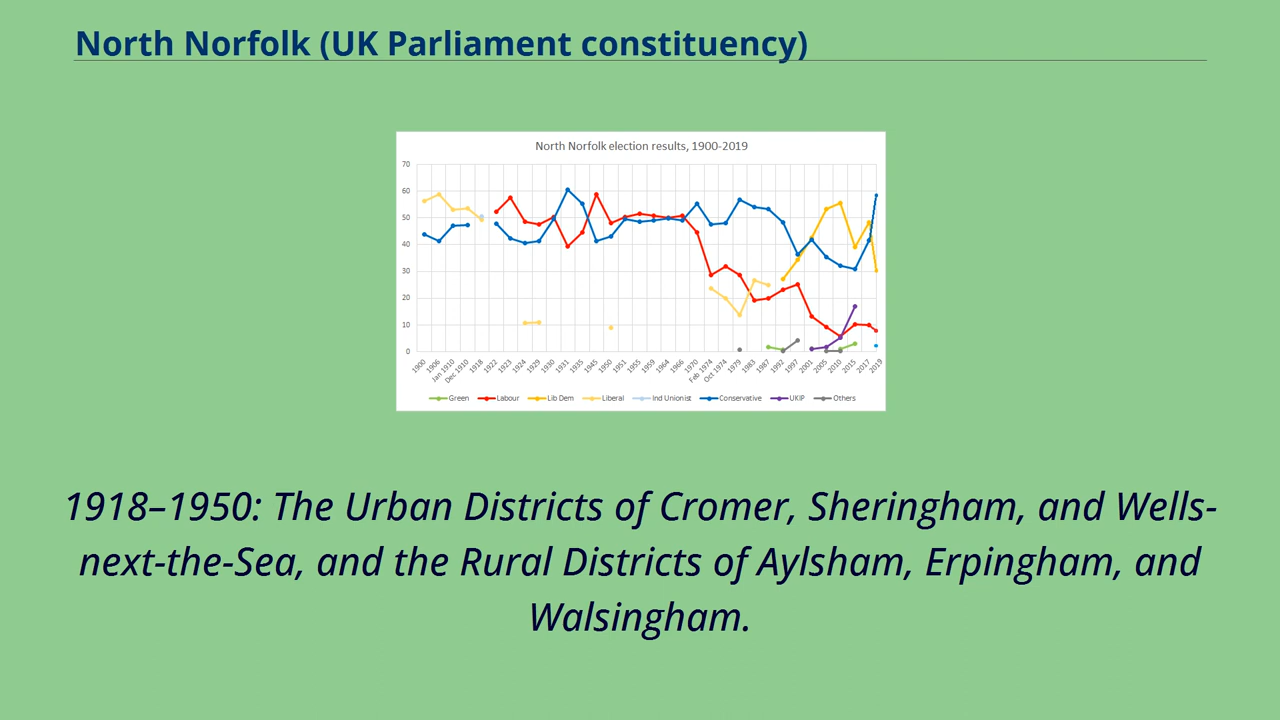 North Norfolk (UK Parliament constituency)
North Norfolk election results, 1900-2019
70
60
50
40
30
20
10
0
1900 1906 Jan 1910 Dec 1910 1918 1922 1923 1924 1929 1930 1931 1935 1945 1950 1951 1955 1959 1964 1966 1970 Feb 1974 Oct 1974 1979 1983 1987 1992 1997 2001 2005 2010 2015 2017 2019
Green Labour Lib Dem Liberal Ind Unionist Conservative UKIP Others
1918–1950: The Urban Districts of Cromer, Sheringham, and Wells-
next-the-Sea, and the Rural Districts of Aylsham, Erpingham, and
Walsingham.